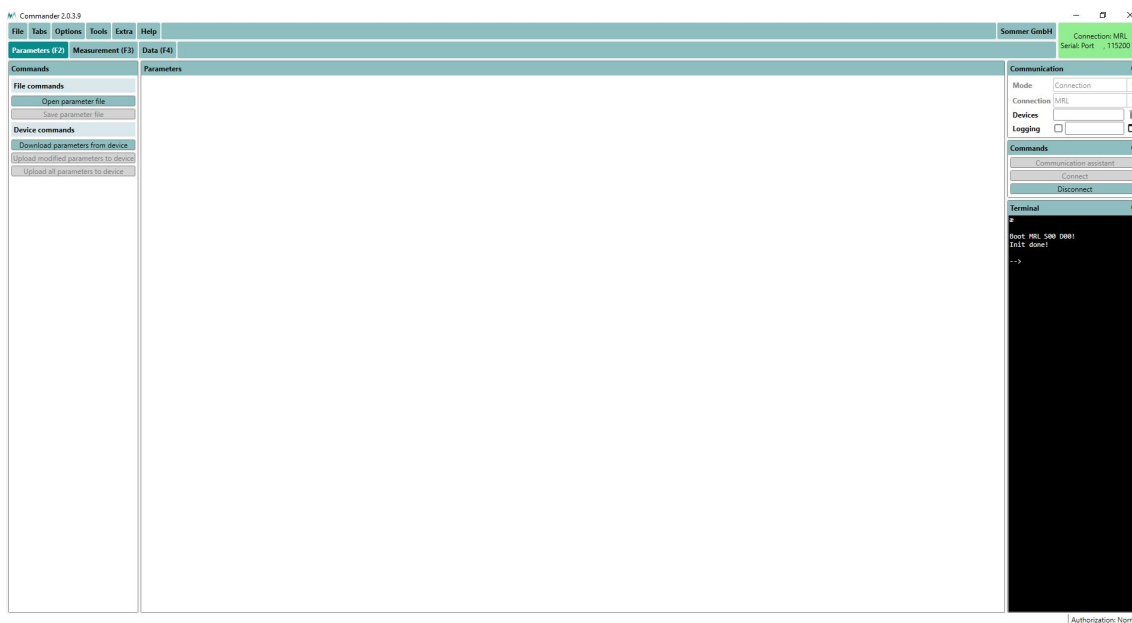 Commander 2.0.3.9
File Tabs Options Tools Extra Help
Sommer GmbH
Connection: MRL
Serial: Port , 115200
Parameters (F2) Measurement (F3) Data (F4)
Commands
File commands
Open parameter file
Save parameter file
Device commands
Download parameters from device
Upload modified parameters to device
Upload all parameters to device
Parameters
Communication
Mode Connection
Connection MRL
Devices
Logging
Commands
Communication assistant
Connect
Disconnect
Terminal
æ
Boot MRL S00 D00!
Init done!
-->
Authorization: Norr